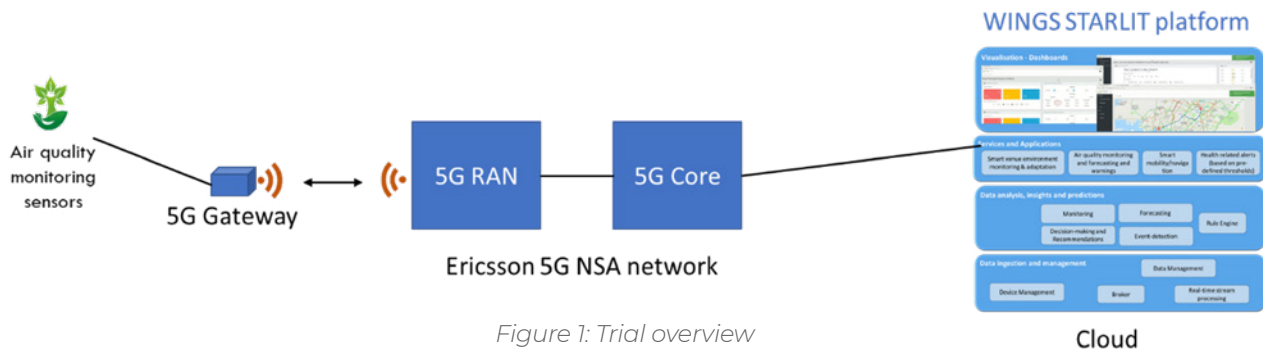 WINGS STARLIT platform
Visualisation - Dashboards
Air quality
monitoring
sensors
5G Gateway
5G RAN
5G Core
Ericsson 5G NSA network
Services and Applications
Smart venue environment
monitoring & adaptation
Air quality monitoring
and forecasting and
warnings
Smart
mobility/naviga
tion
Health related alerts
(based on pre-
defined thresholds)
Data analysis, insights and predictions
Monitoring
Forecasting
Rule Engine
Decision-making and
Recommendations
Event-detection
Data ingestion and management
Data Management
Device Management
Broker
Real-time stream
processing
Cloud
Figure 1: Trial overview